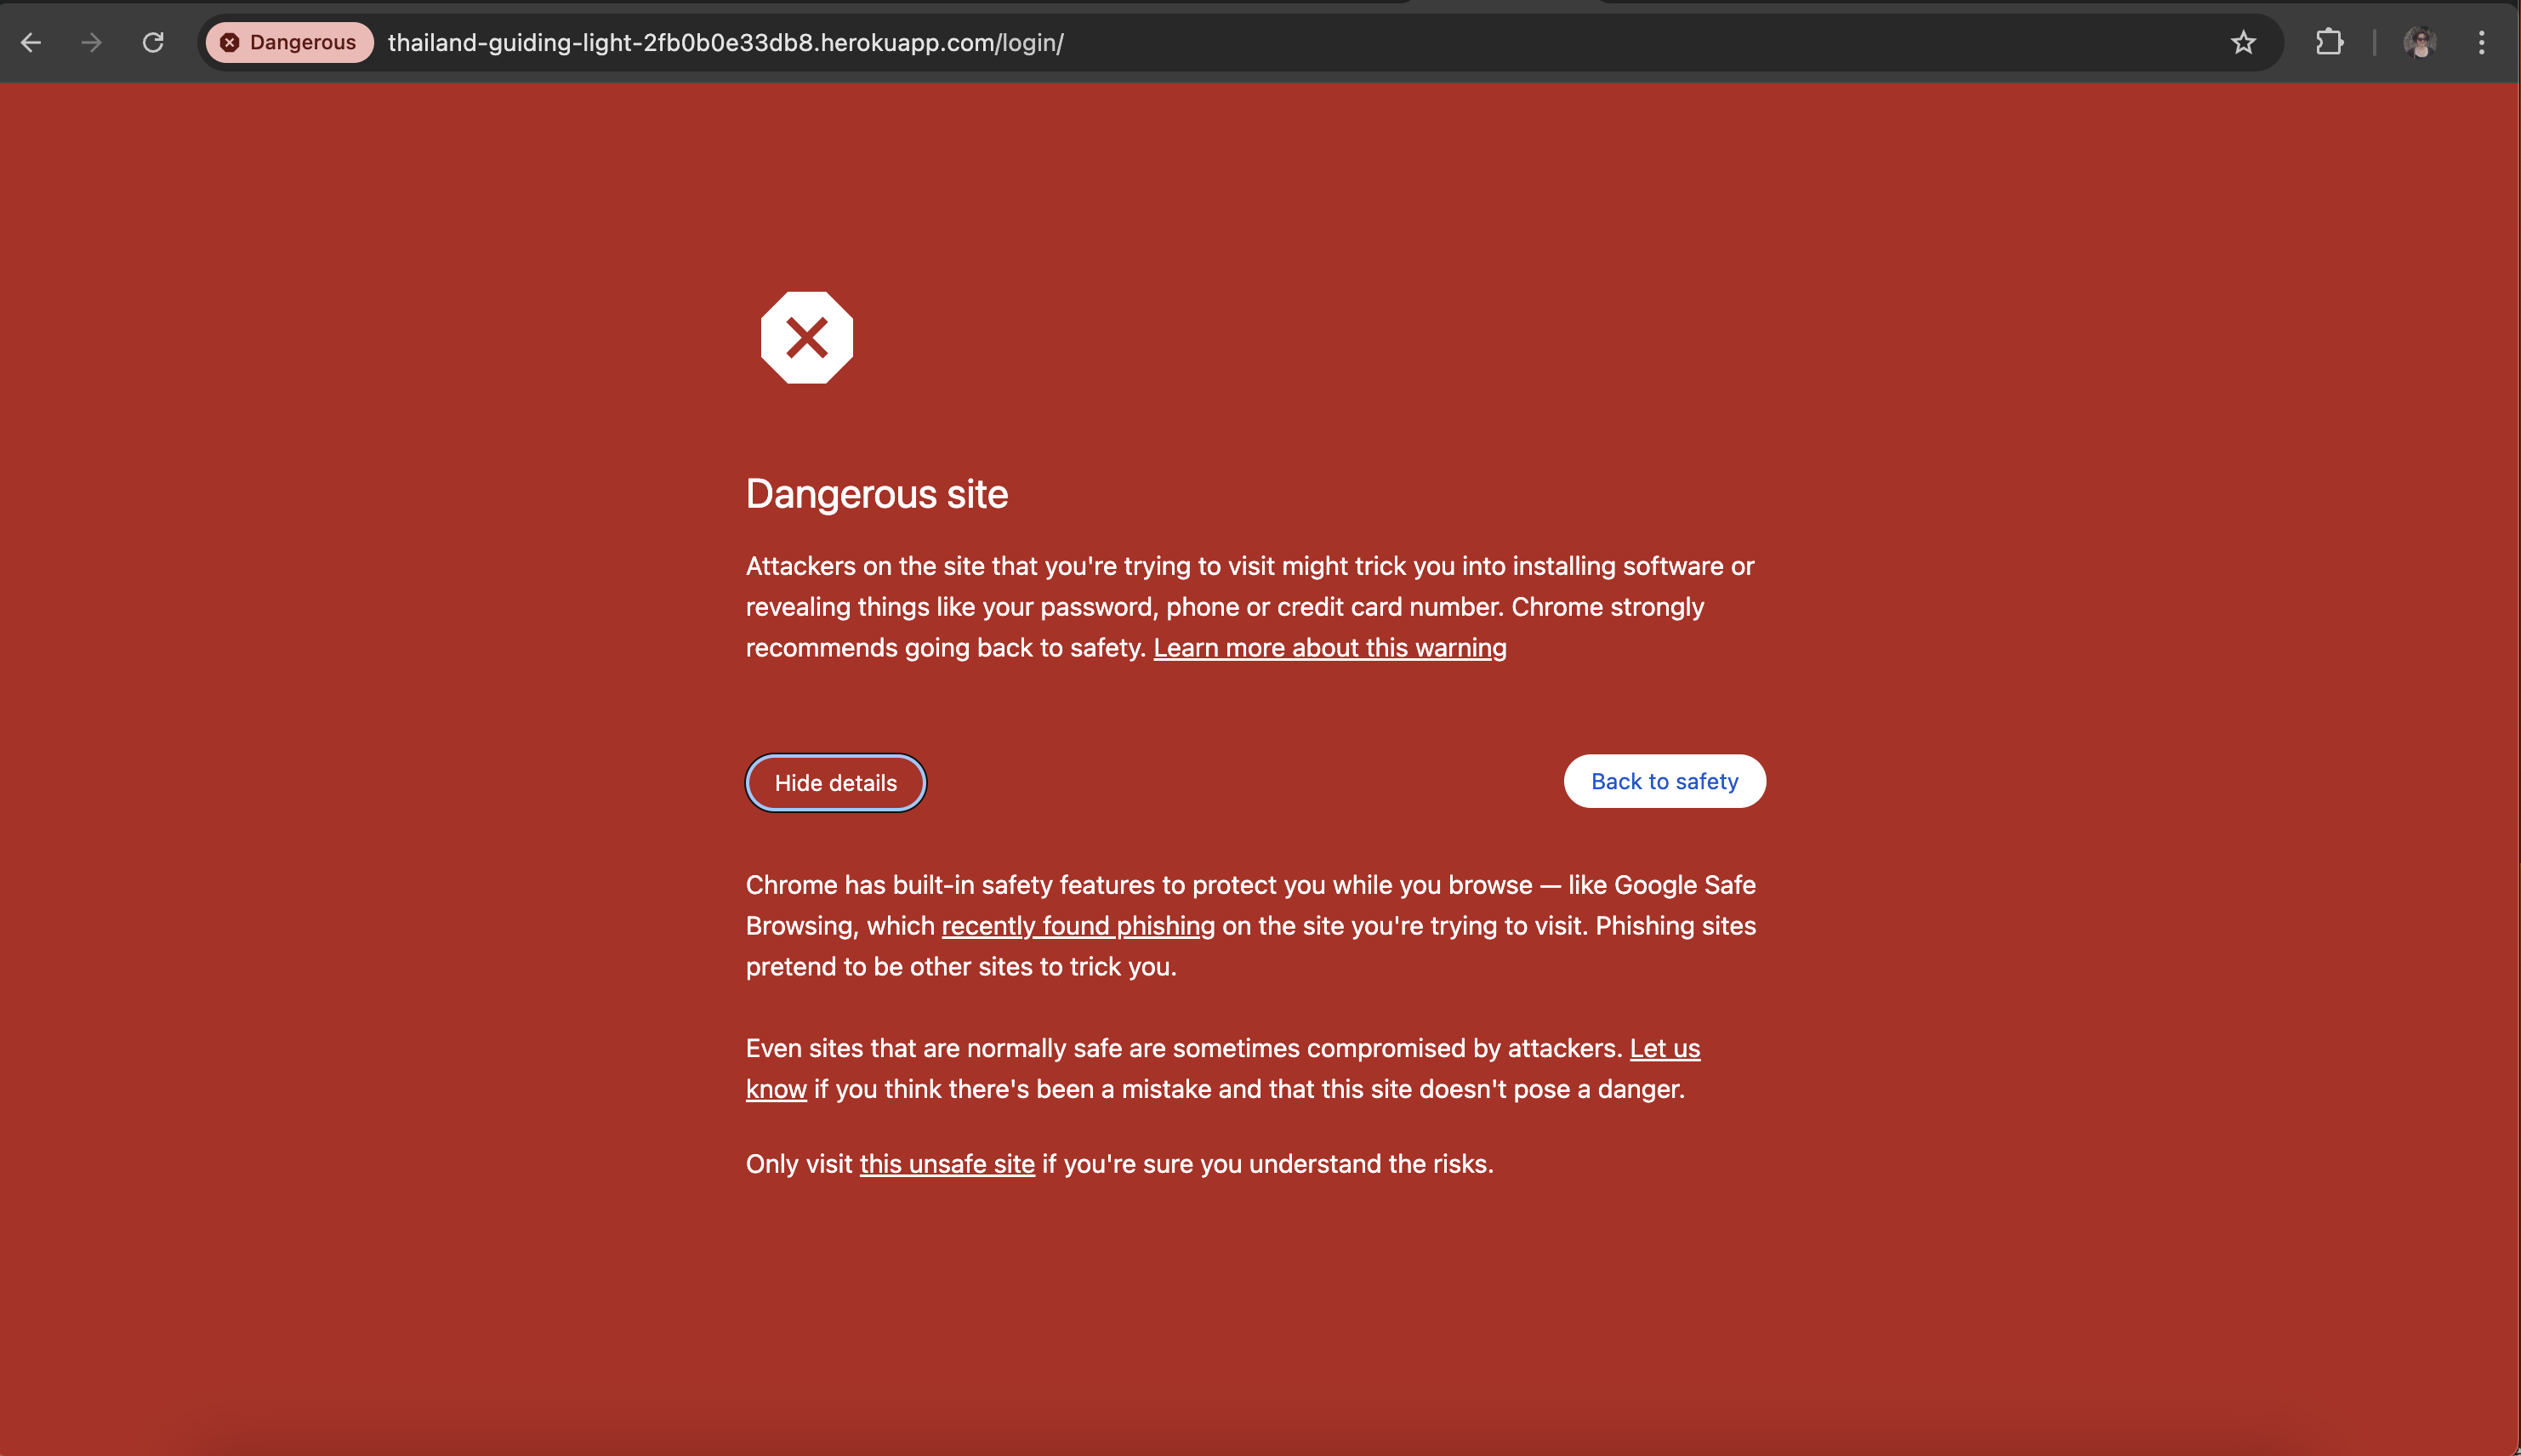 Dangerous thailand-guiding-light-2fb0b0e33db8.herokuapp.com/login/
Dangerous site
Attackers on the site that you're trying to visit might trick you into installing software or
revealing things like your password, phone or credit card number. Chrome strongly
recommends going back to safety. Learn more about this warning
Hide details
Back to safety
Chrome has built-in safety features to protect you while you browse — like Google Safe
Browsing, which recently found phishing on the site you're trying to visit. Phishing sites
pretend to be other sites to trick you.
Even sites that are normally safe are sometimes compromised by attackers. Let us
know if you think there's been a mistake and that this site doesn't pose a danger.
Only visit this unsafe site if you're sure you understand the risks.